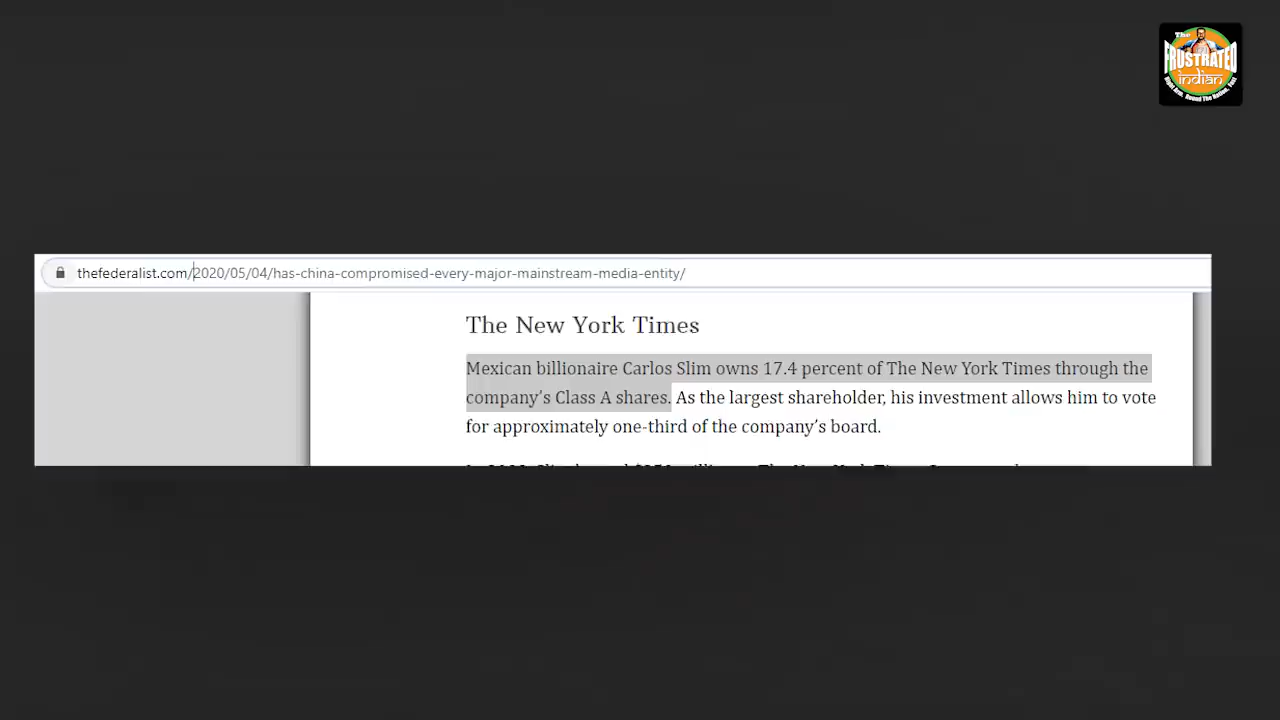 The
FRUSTRATED
indian
thefederalist.com/2020/05/04/has-china-compromised-every-major-mainstream-media-entity/
The New York Times
Mexican billionaire Carlos Slim owns 17.4 percent of The New York Times through the
company’s Class A shares. As the largest shareholder, his investment allows him to vote
for approximately one-third of the company’s board.